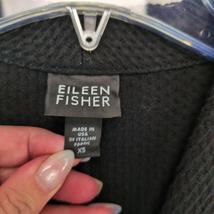 EILEEN
FISHER
MADE IN
USA
OF ITALIAN
FABRIC
XS